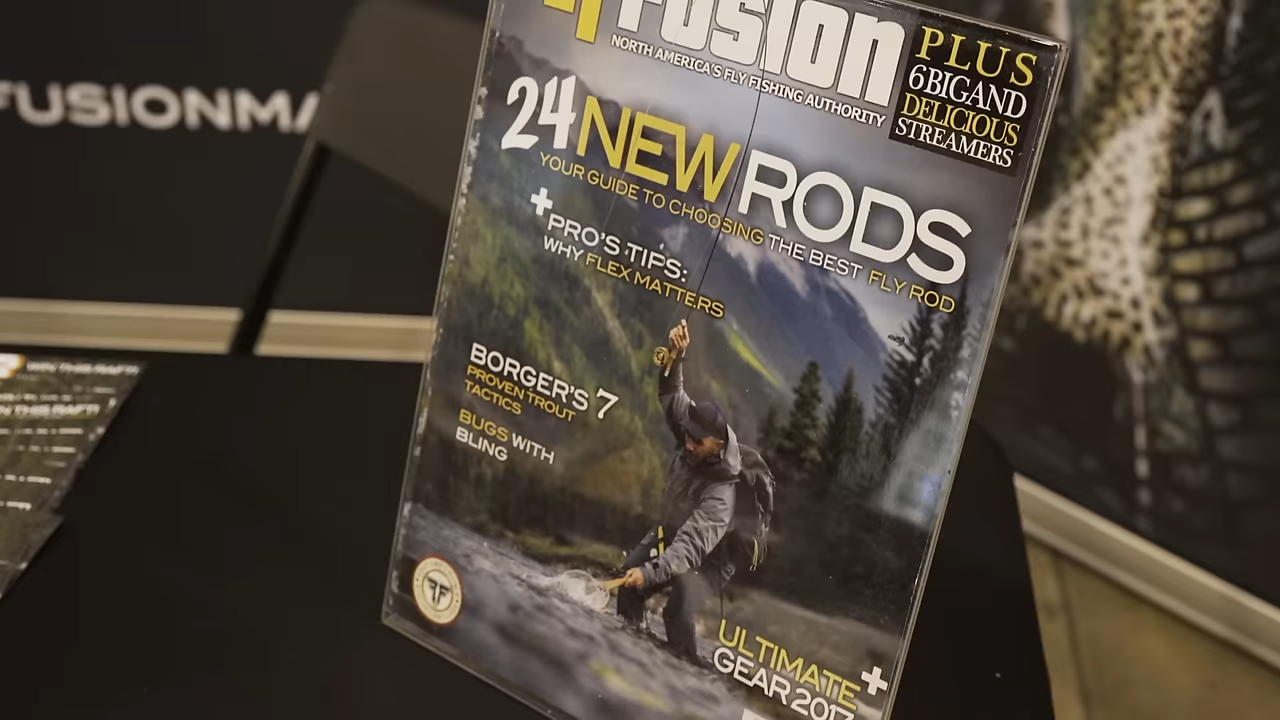 FUSIONMA
Fusion
NORTH AMERICA'S FLY FISHING AUTHORITY
PLUS
6 BIG AND
DELICIOUS
STREAMERS
24 NEW RODS
YOUR GUIDE TO CHOOSING THE BEST FLY ROD
+
PRO'S TIPS:
WHY FLEX MATTERS
BORGER'S 7
PROVEN TROUT
TACTICS
BUGS WITH
BLING
FF
ULTIMATE +
GEAR 2017